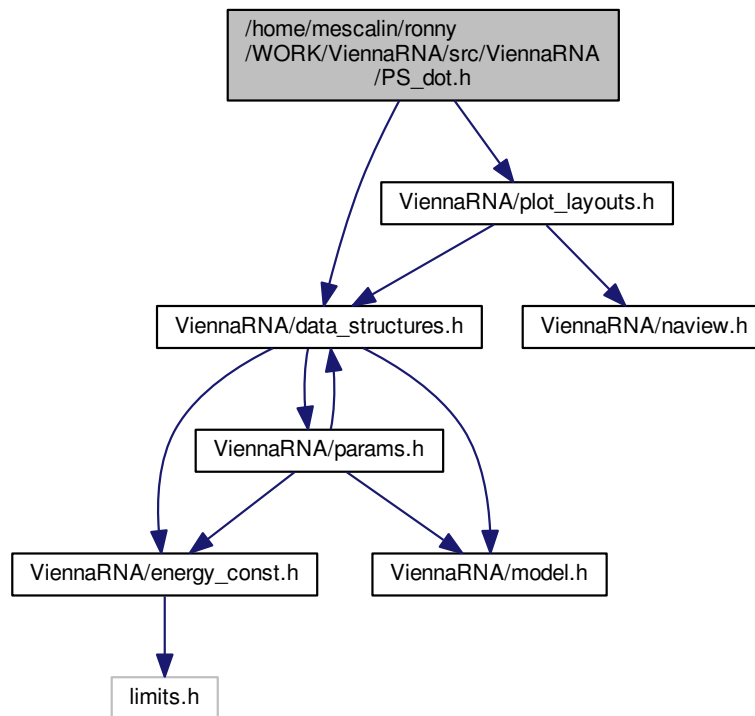 /home/mescalin/ronny
/WORK/ViennaRNA/src/ViennaRNA
/PS_dot.h
ViennaRNA/plot_layouts.h
ViennaRNA/data_structures.h
ViennaRNA/naview.h
ViennaRNA/params.h
ViennaRNA/energy_const.h
ViennaRNA/model.h
limits.h